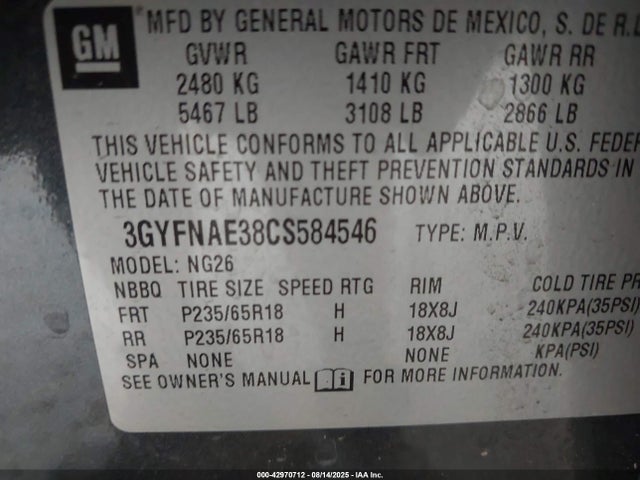 GM
MFD BY GENERAL MOTORS DE MEXICO, S. DE R.L
GVWR GAWR FRT GAWR RR
2480 KG 1410 KG 1300 KG
5467 LB 3108 LB 2866 LB
THIS VEHICLE CONFORMS TO ALL APPLICABLE U.S. FEDER
VEHICLE SAFETY AND THEFT PREVENTION STANDARDS IN
THE DATE OF MANUFACTURE SHOWN ABOVE.
3GYFNAE38CS584546 TYPE: M.P.V.
MODEL: NG26
NBBQ TIRE SIZE SPEED RTG RIM COLD TIRE PR
FRT P235/65R18 H 18X8J 240KPA(35PSI)
RR P235/65R18 H 18X8J 240KPA(35PSI)
SPA NONE NONE KPA(PSI)
SEE OWNER'S MANUAL i FOR MORE INFORMATION.
000-42970712 - 08/14/2025 - IAA Inc.